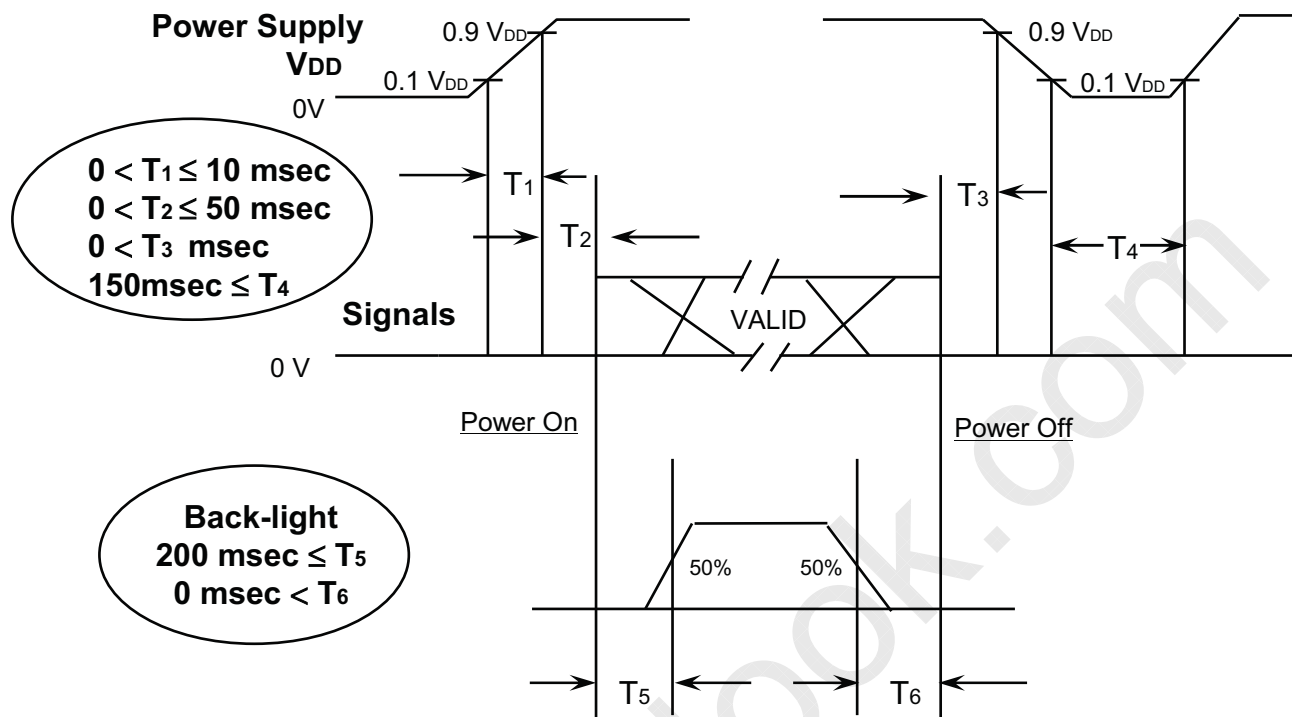 Power Supply
VDD
0.9 VDD
0.1 VDD
0V
0.9 VDD
0.1 VDD
0 < T1 ≤ 10 msec
0 < T2 ≤ 50 msec
0 < T3 msec
150msec ≤ T4
T1
T2
T3
T4
Signals
VALID
0 V
Power On
Power Off
Back-light
200 msec ≤ T5
0 msec < T6
50%
50%
T5
T6
look.com